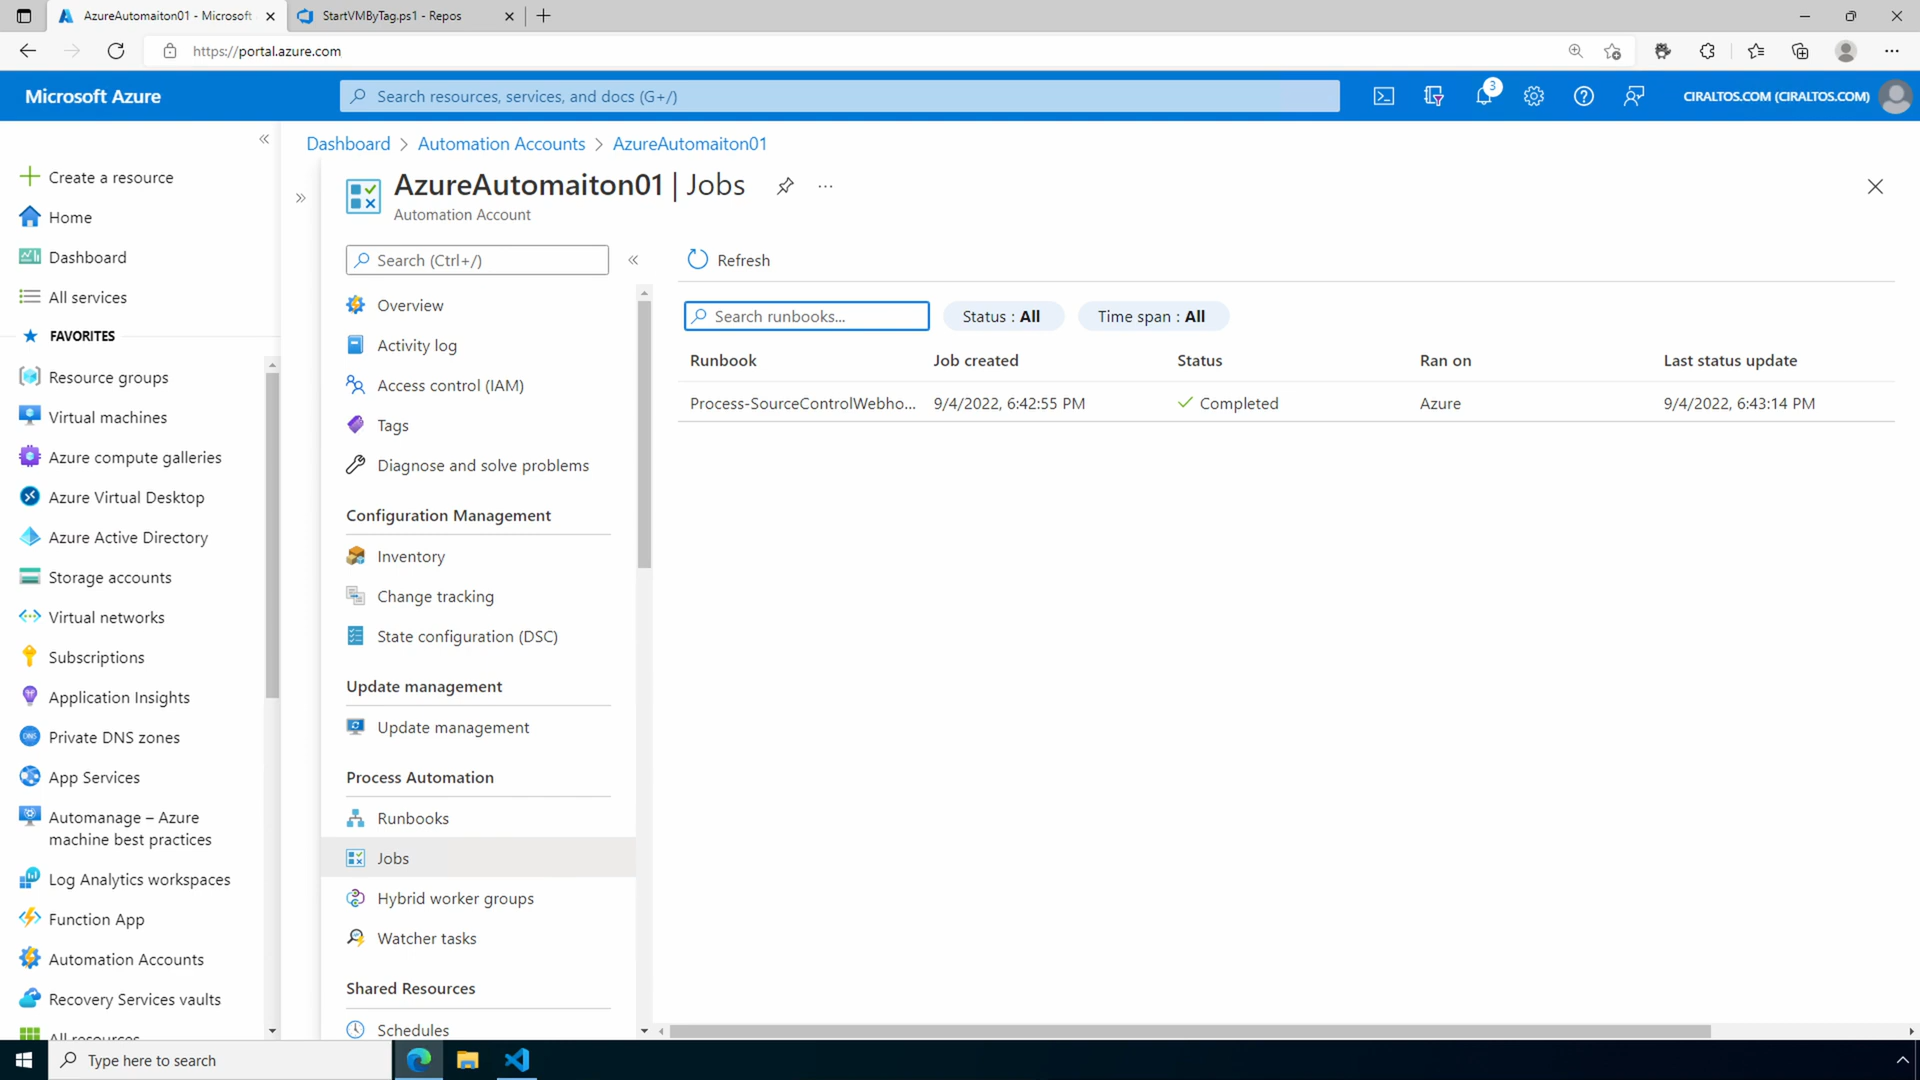 AzureAutomaiton01 - Microsoft
StartVMByTag.ps1 - Repos
https://portal.azure.com
Microsoft Azure
Search resources, services, and docs (G+/)
3
CIRALTOS.COM (CIRALTOS.COM)
Create a resource
Home
Dashboard
All services
FAVORITES
Resource groups
Virtual machines
Azure compute galleries
Azure Virtual Desktop
Azure Active Directory
Storage accounts
Virtual networks
Subscriptions
Application Insights
DNS
Private DNS zones
App Services
Automanage – Azure
machine best practices
Log Analytics workspaces
Function App
Automation Accounts
Recovery Services vaults
All resources
Dashboard > Automation Accounts > AzureAutomaiton01
AzureAutomaiton01 | Jobs
Automation Account
Search (Ctrl+/)
Overview
Activity log
Access control (IAM)
Tags
Diagnose and solve problems
Configuration Management
Inventory
Change tracking
State configuration (DSC)
Update management
Update management
Process Automation
Runbooks
Jobs
Hybrid worker groups
Watcher tasks
Shared Resources
Schedules
Refresh
Search runbooks...
Status : All
Time span : All
Runbook Job created Status Ran on Last status update
Process-SourceControlWebho... 9/4/2022, 6:42:55 PM Completed Azure 9/4/2022, 6:43:14 PM
Type here to search